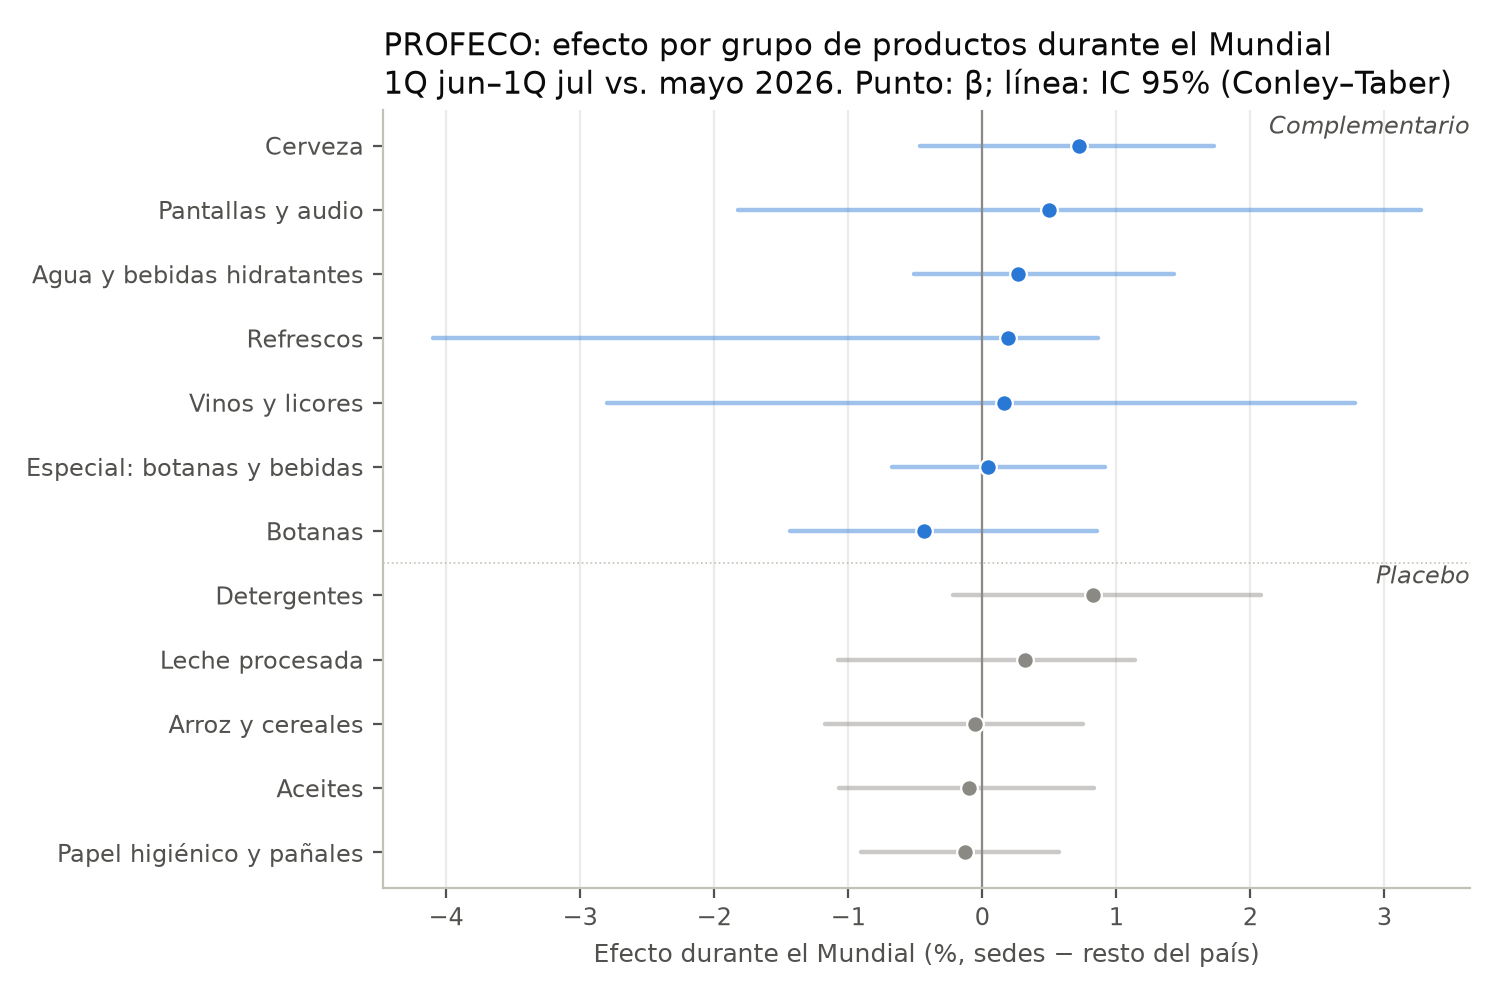 PROFECO: efecto por grupo de productos durante el Mundial
1Q jun–1Q jul vs. mayo 2026. Punto: β; línea: IC 95% (Conley–Taber)
Complementario
Cerveza
Pantallas y audio
Agua y bebidas hidratantes
Refrescos
Vinos y licores
Especial: botanas y bebidas
Botanas
Placebo
Detergentes
Leche procesada
Arroz y cereales
Aceites
Papel higiénico y pañales
−4 −3 −2 −1 0 1 2 3
Efecto durante el Mundial (%, sedes − resto del país)